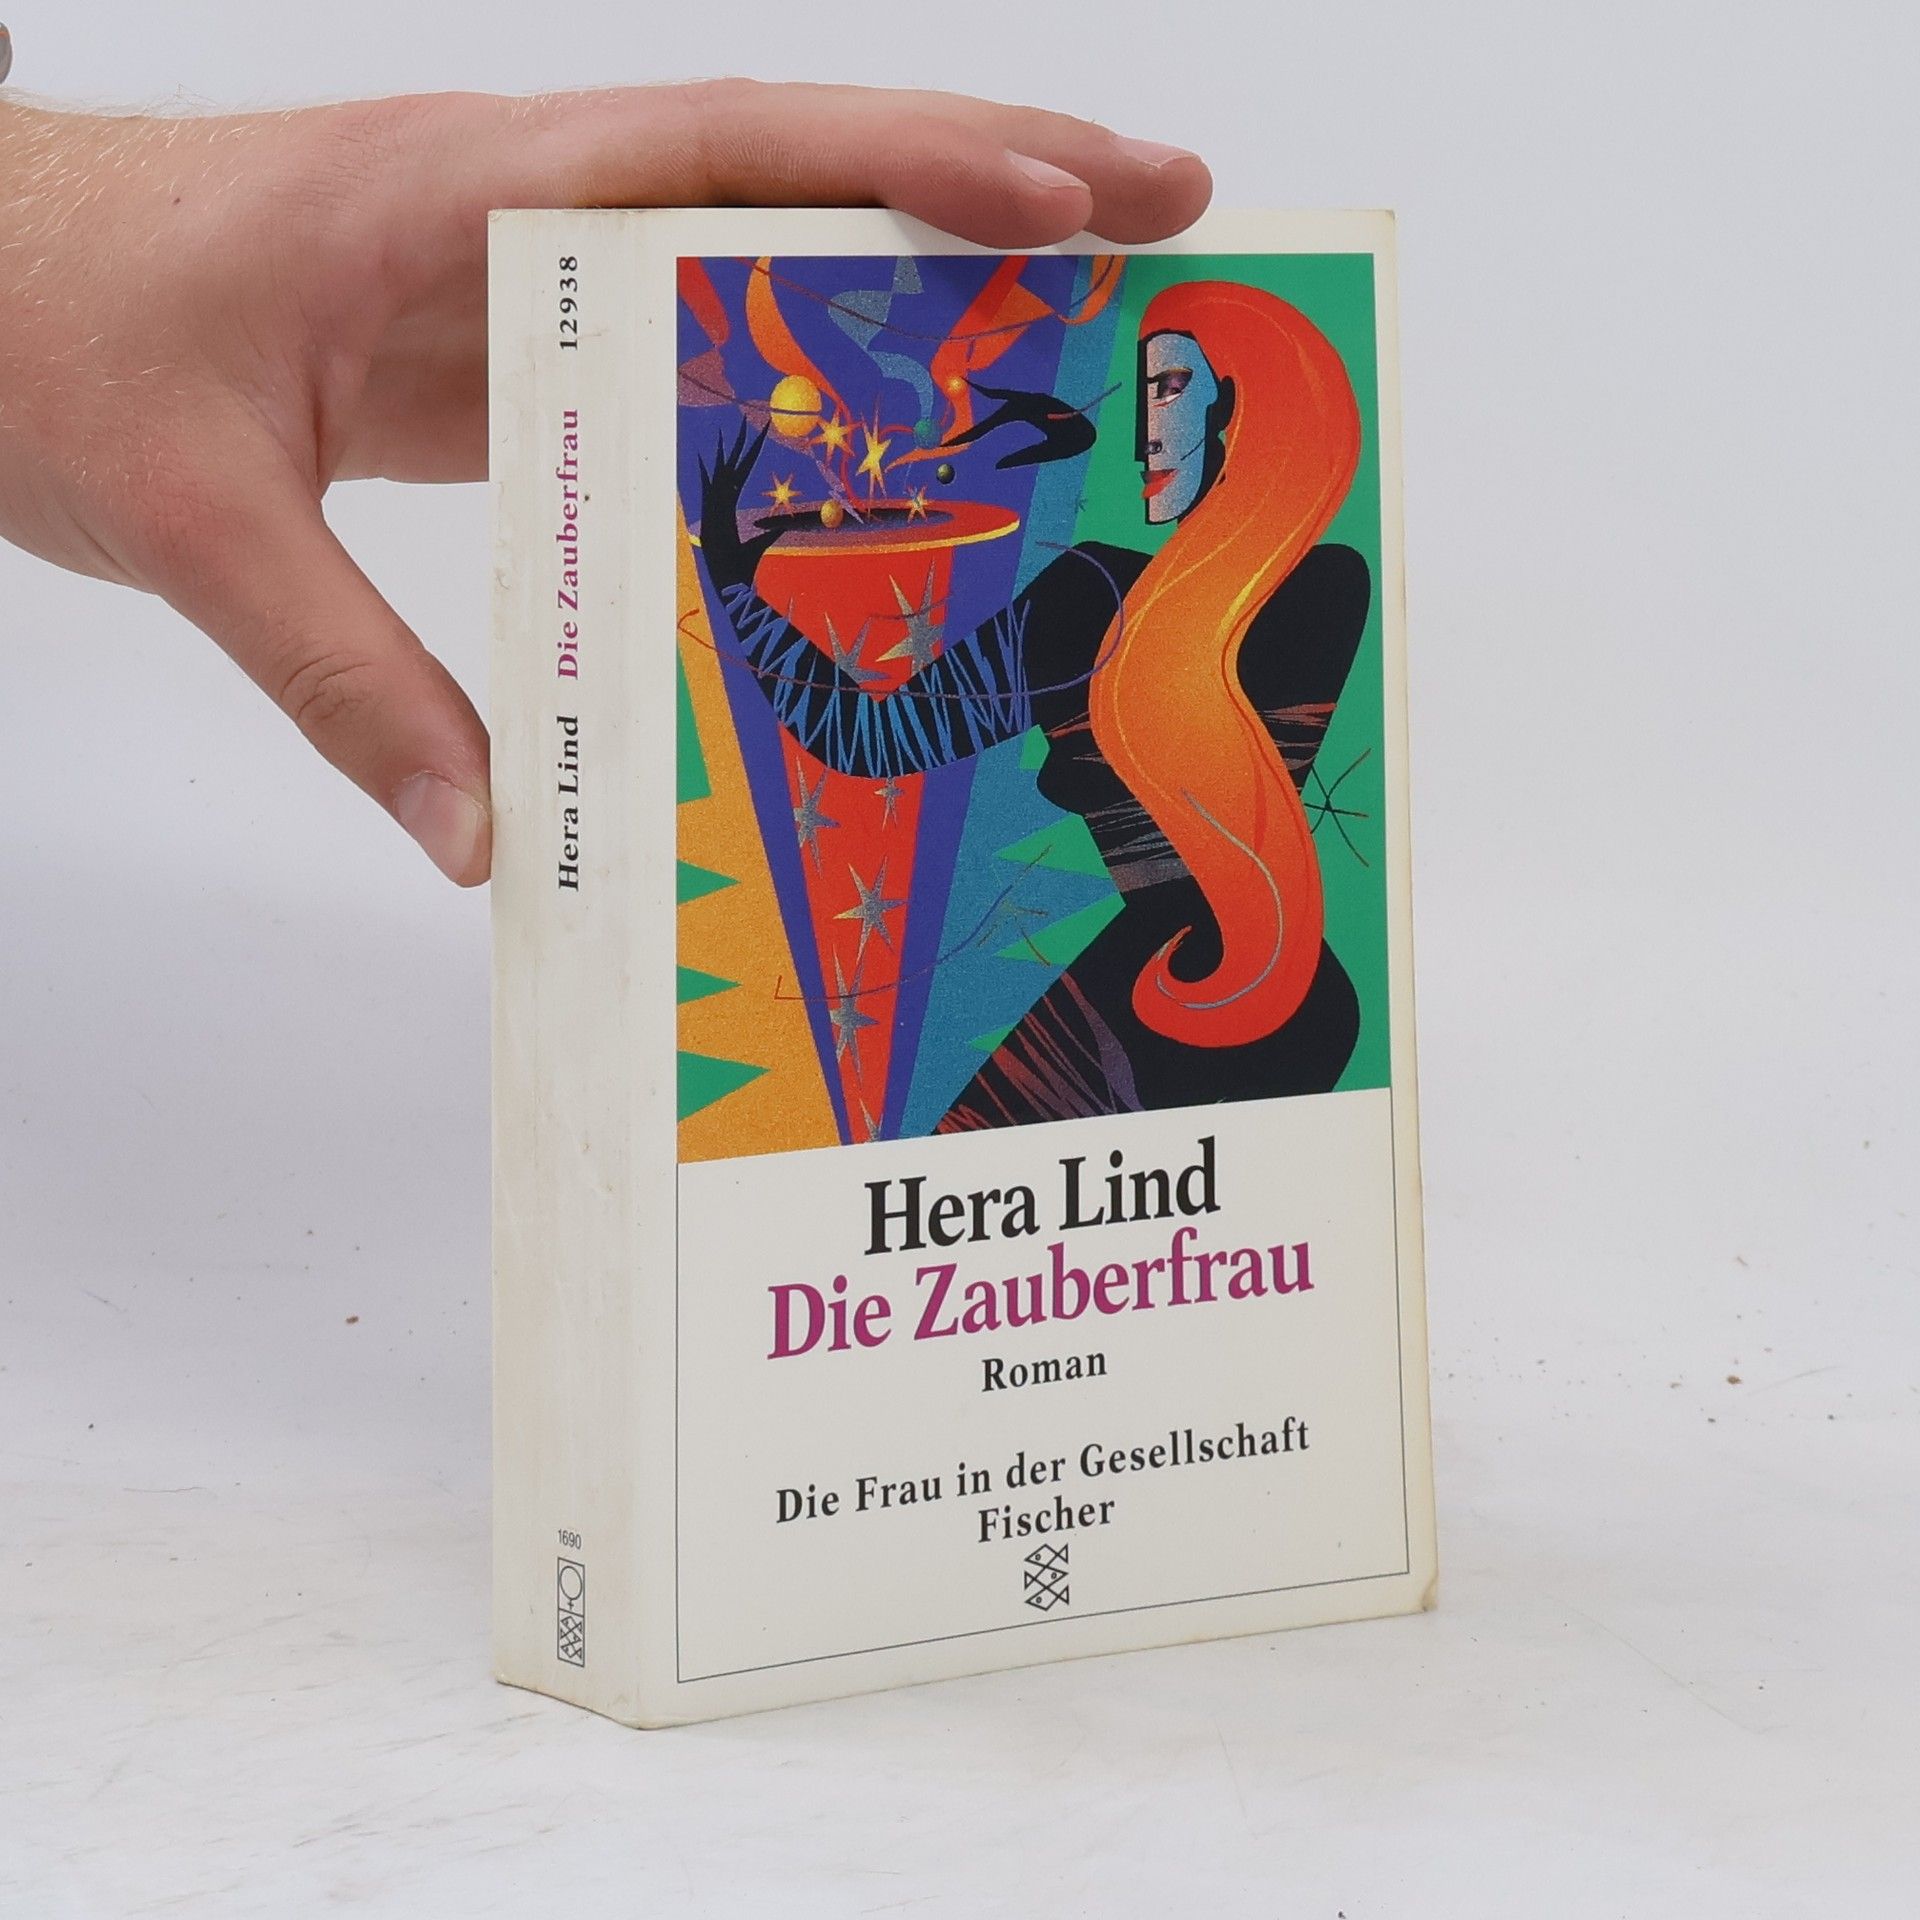 Hera Lind Die Zauberfrau 12938
1690
Hera Lind
Die Zauberfrau
Roman
Die Frau in der Gesellschaft
Fischer